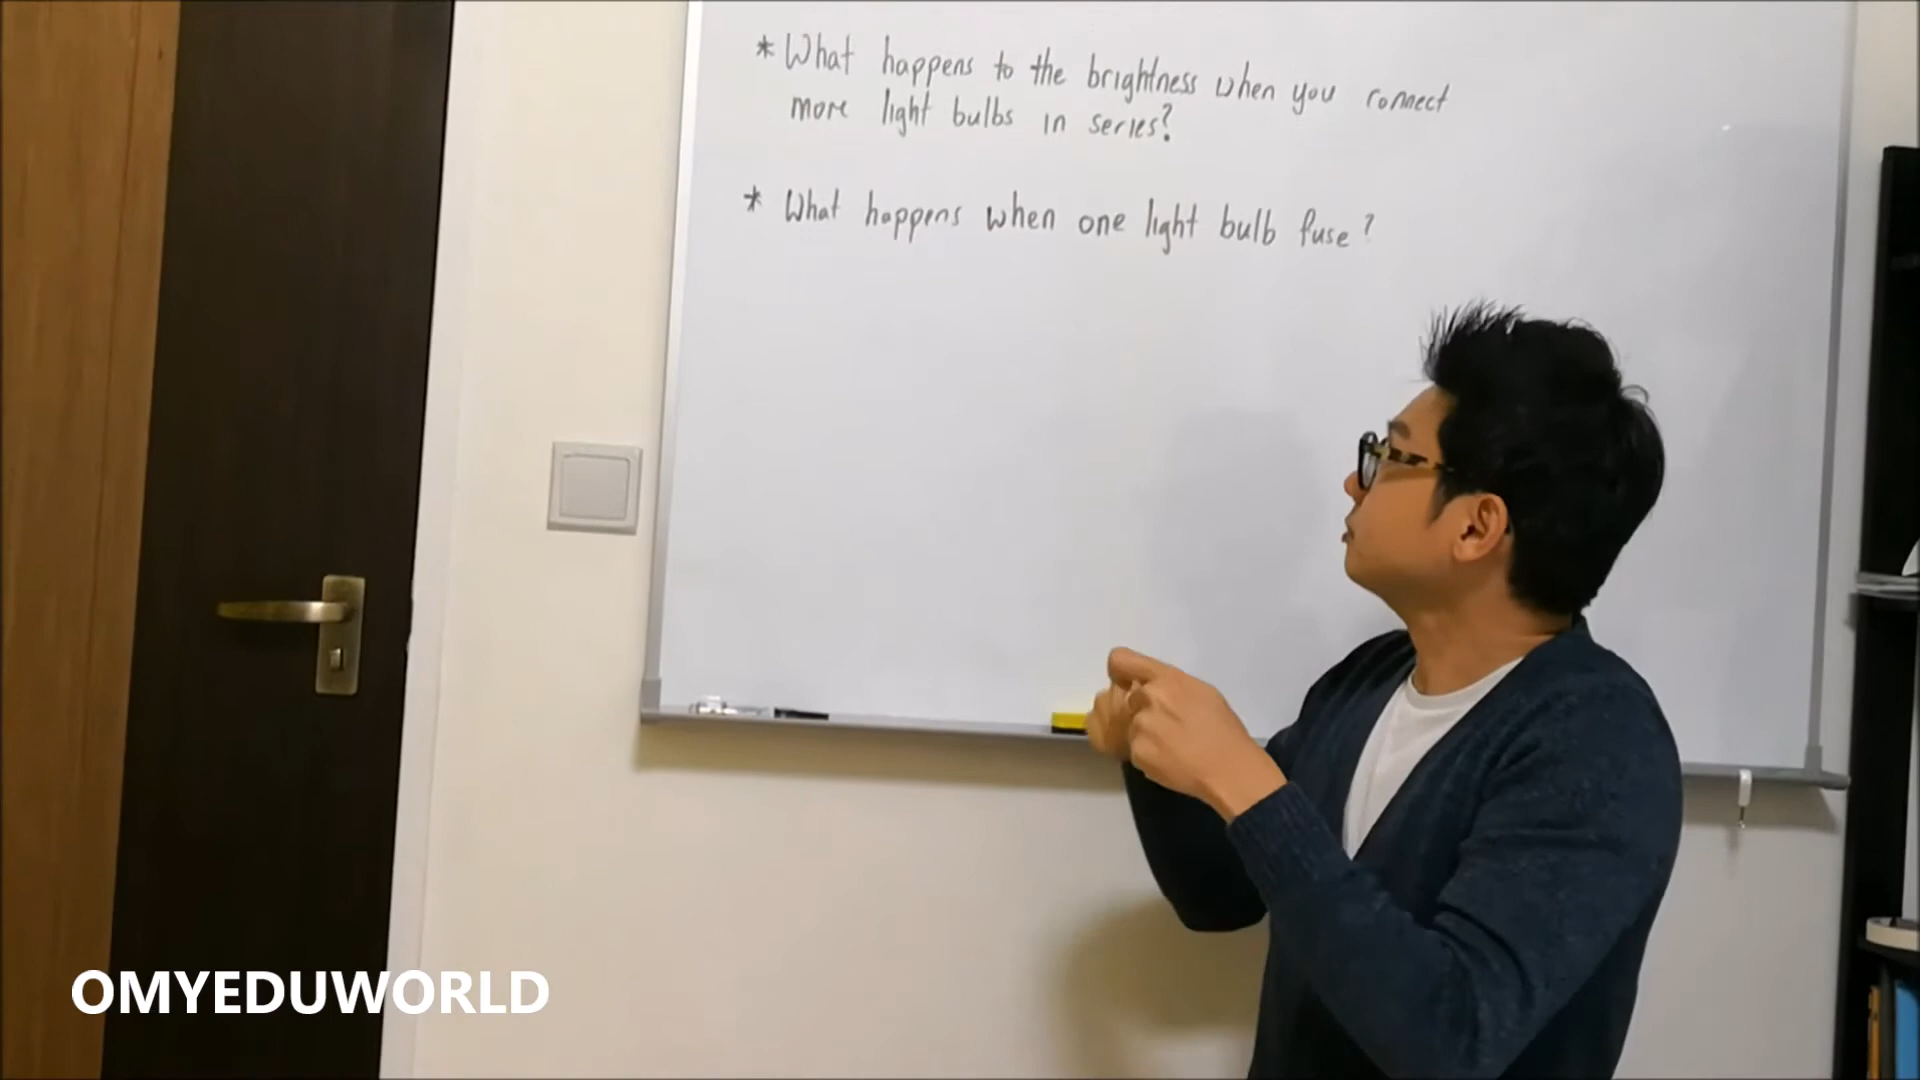 * What happens to the brightness when you connect
more light bulbs in series?
* What happens when one light bulb fuse?
OMYEDUWORLD